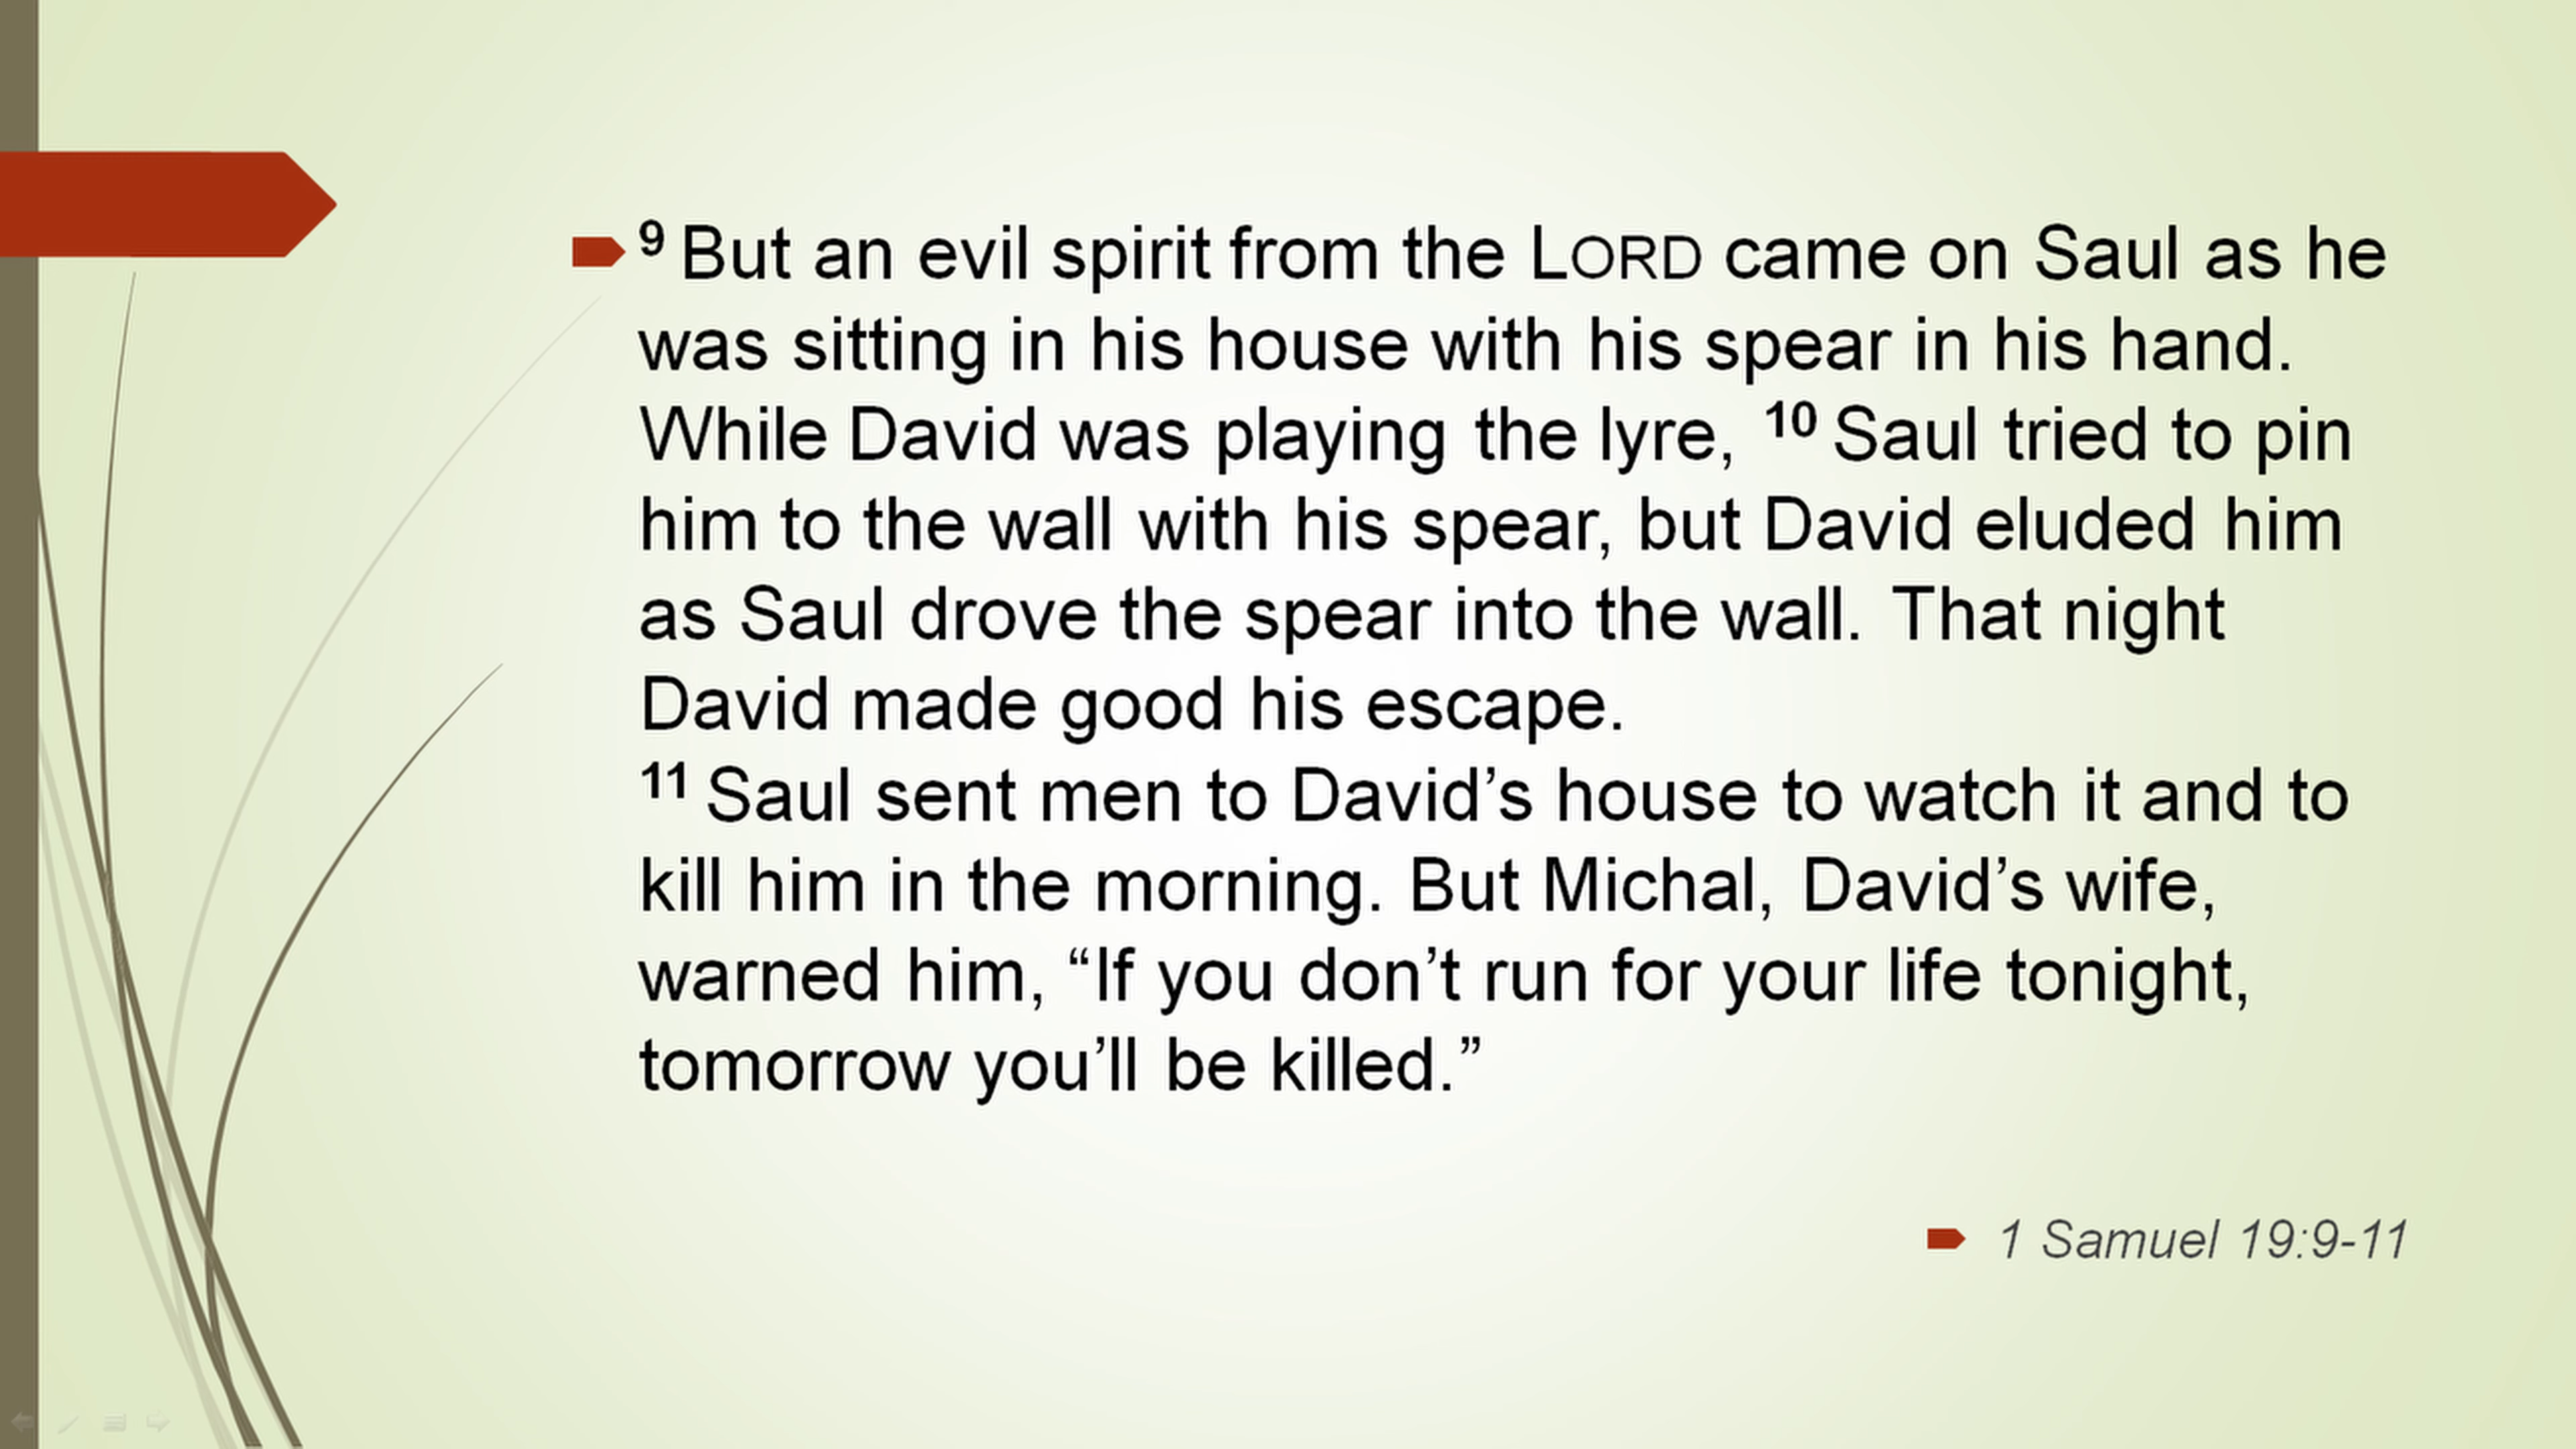 ⁹ But an evil spirit from the LORD came on Saul as he
was sitting in his house with his spear in his hand.
While David was playing the lyre, ¹⁰ Saul tried to pin
him to the wall with his spear, but David eluded him
as Saul drove the spear into the wall. That night
David made good his escape.
¹¹ Saul sent men to David’s house to watch it and to
kill him in the morning. But Michal, David’s wife,
warned him, “If you don’t run for your life tonight,
tomorrow you’ll be killed.”
1 Samuel 19:9-11